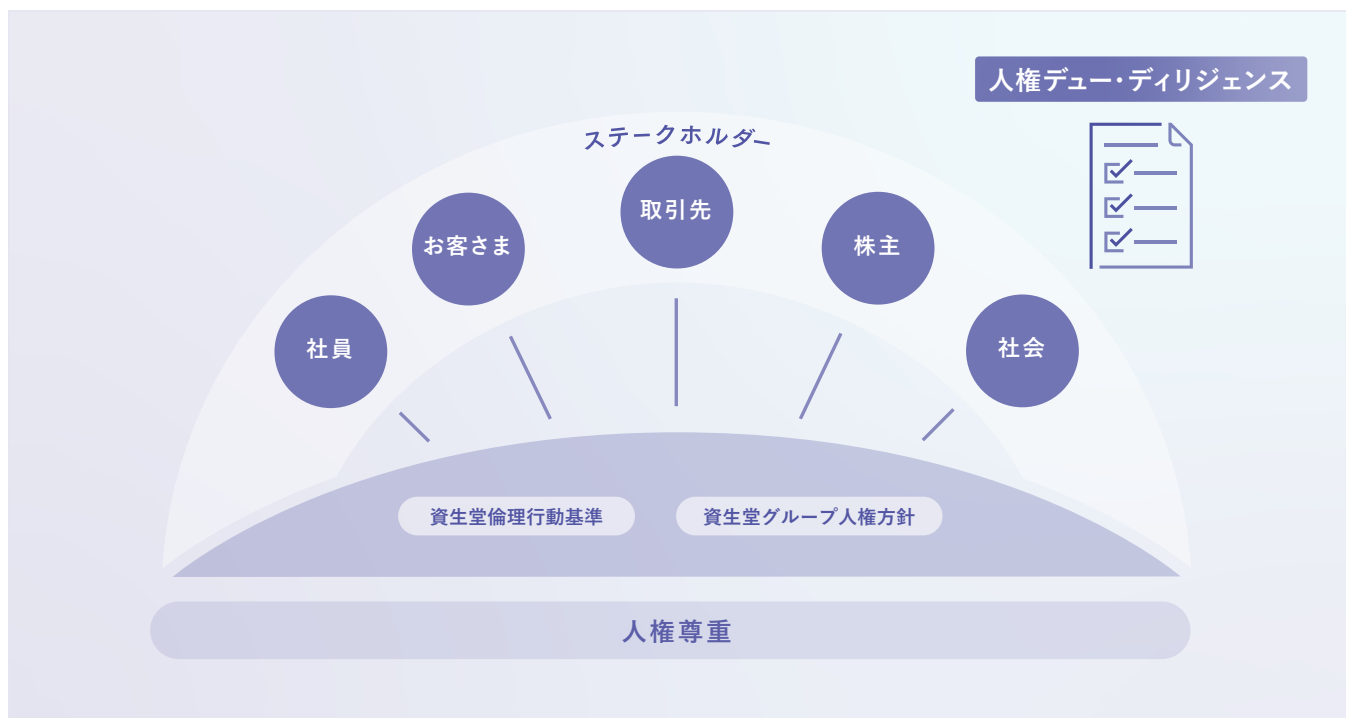 人権デュー・ディリジェンス
ステークホルダー
社員
お客さま
取引先
株主
社会
資生堂倫理行動基準
資生堂グループ人権方針
人権尊重